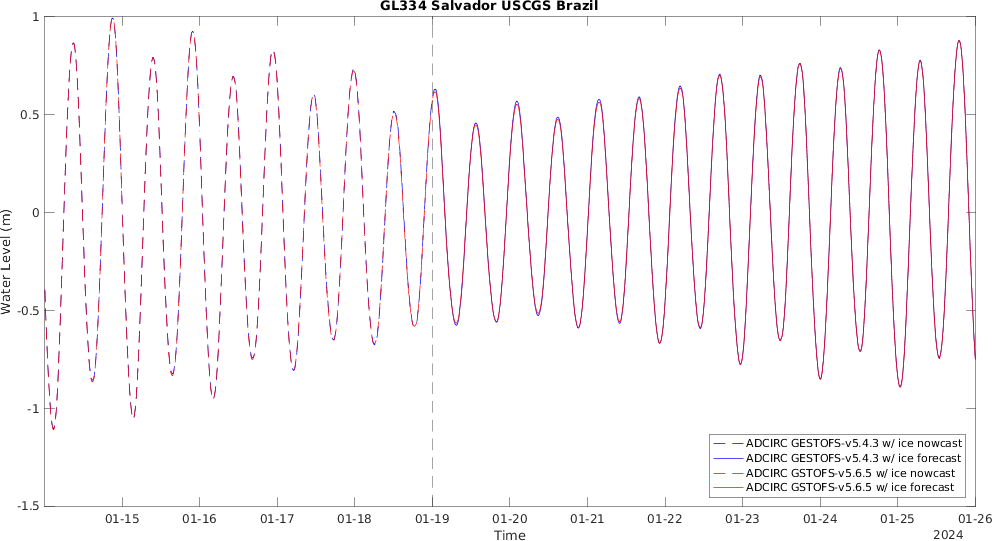 GL334 Salvador USCGS Brazil
Water Level (m)
1
0.5
0
-0.5
-1
-1.5
ADCIRC GESTOFS-v5.4.3 w/ ice nowcast
ADCIRC GESTOFS-v5.4.3 w/ ice forecast
ADCIRC GSTOFS-v5.6.5 w/ ice nowcast
ADCIRC GSTOFS-v5.6.5 w/ ice forecast
01-15 01-16 01-17 01-18 01-19 01-20 01-21 01-22 01-23 01-24 01-25 01-26
Time
2024